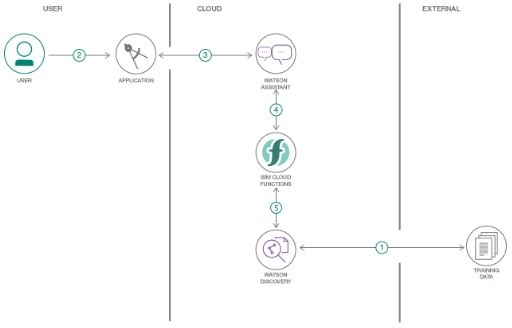 USER
CLOUD
EXTERNAL
2
3
USER
APPLICATION
WATSON
ASSISTANT
4
IBM CLOUD
FUNCTIONS
5
1
WATSON
DISCOVERY
TRAINING
DATA